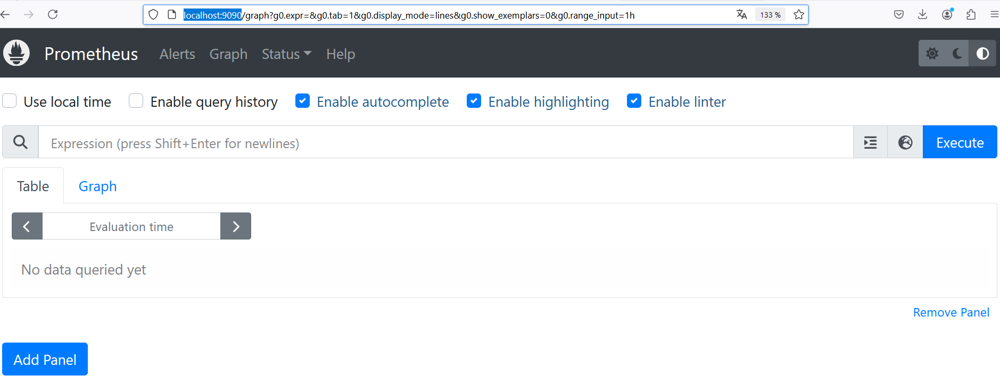 localhost:9090/graph?g0.expr=&g0.tab=1&g0.display_mode=lines&g0.show_exemplars=0&g0.range_input=1h 133 %
Prometheus Alerts Graph Status Help
Use local time Enable query history Enable autocomplete Enable highlighting Enable linter
Expression (press Shift+Enter for newlines) Execute
Table Graph
Evaluation time
No data queried yet
Remove Panel
Add Panel